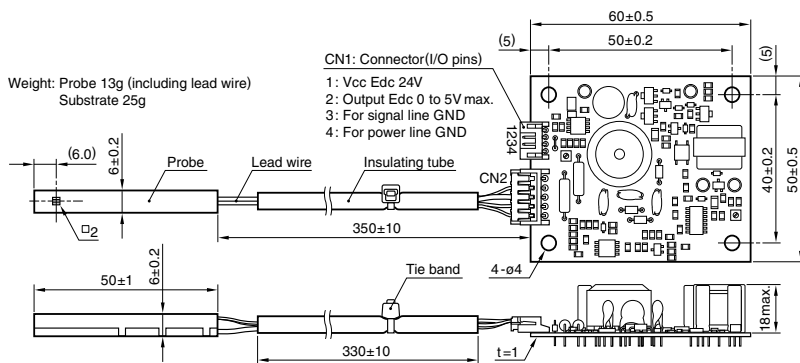 60±0.5
(5)
50±0.2
(5)
CN1: Connector(I/O pins)
Weight: Probe 13g (including lead wire)
Substrate 25g
1: Vcc Edc 24V
2: Output Edc 0 to 5V max.
3: For signal line GND
4: For power line GND
1234
(6.0)
6±0.2
Probe
Lead wire
Insulating tube
CN2
40±0.2
50±0.5
□2
350±10
4-ø4
50±1
6±0.2
Tie band
18max.
330±10
t=1